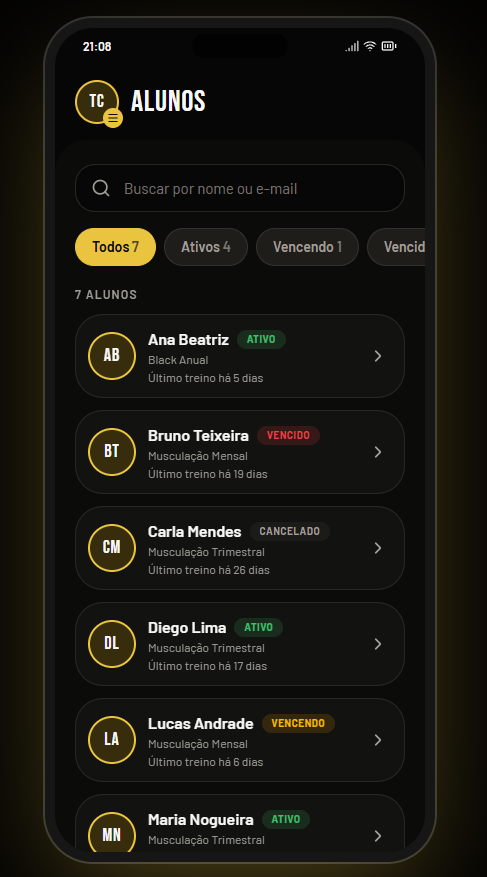 21:08
TC
ALUNOS
Buscar por nome ou e-mail
Todos 7
Ativos 4
Vencendo 1
Vencid
7 ALUNOS
AB
Ana Beatriz
ATIVO
Black Anual
Último treino há 5 dias
BT
Bruno Teixeira
VENCIDO
Musculação Mensal
Último treino há 19 dias
CM
Carla Mendes
CANCELADO
Musculação Trimestral
Último treino há 26 dias
DL
Diego Lima
ATIVO
Musculação Trimestral
Último treino há 17 dias
LA
Lucas Andrade
VENCENDO
Musculação Mensal
Último treino há 6 dias
MN
Maria Nogueira
ATIVO
Musculação Trimestral